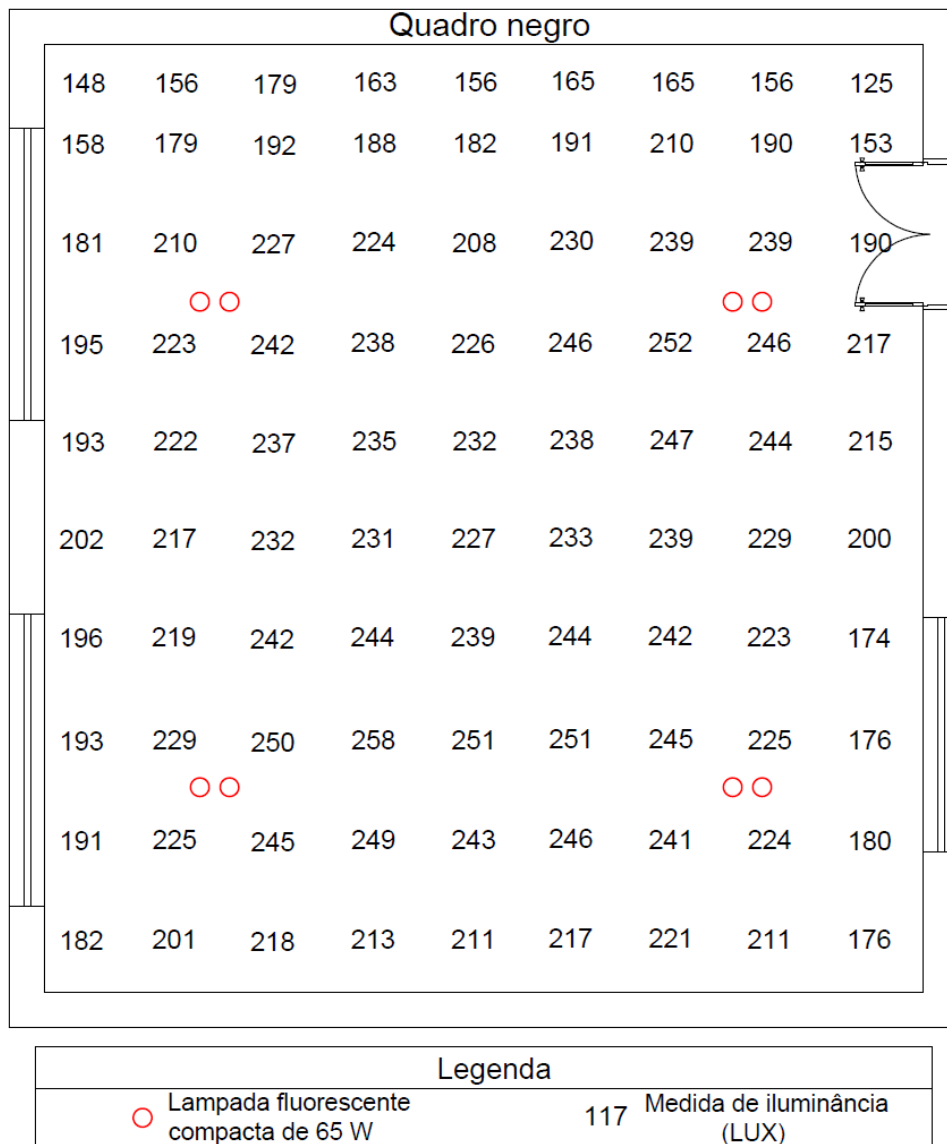 Quadro negro
148 156 179 163 156 165 165 156 125
158 179 192 188 182 191 210 190 153
181 210 227 224 208 230 239 239 190
195 223 242 238 226 246 252 246 217
193 222 237 235 232 238 247 244 215
202 217 232 231 227 233 239 229 200
196 219 242 244 239 244 242 223 174
193 229 250 258 251 251 245 225 176
191 225 245 249 243 246 241 224 180
182 201 218 213 211 217 221 211 176
Legenda
Lampada fluorescente
compacta de 65 W
117 Medida de iluminância
(LUX)